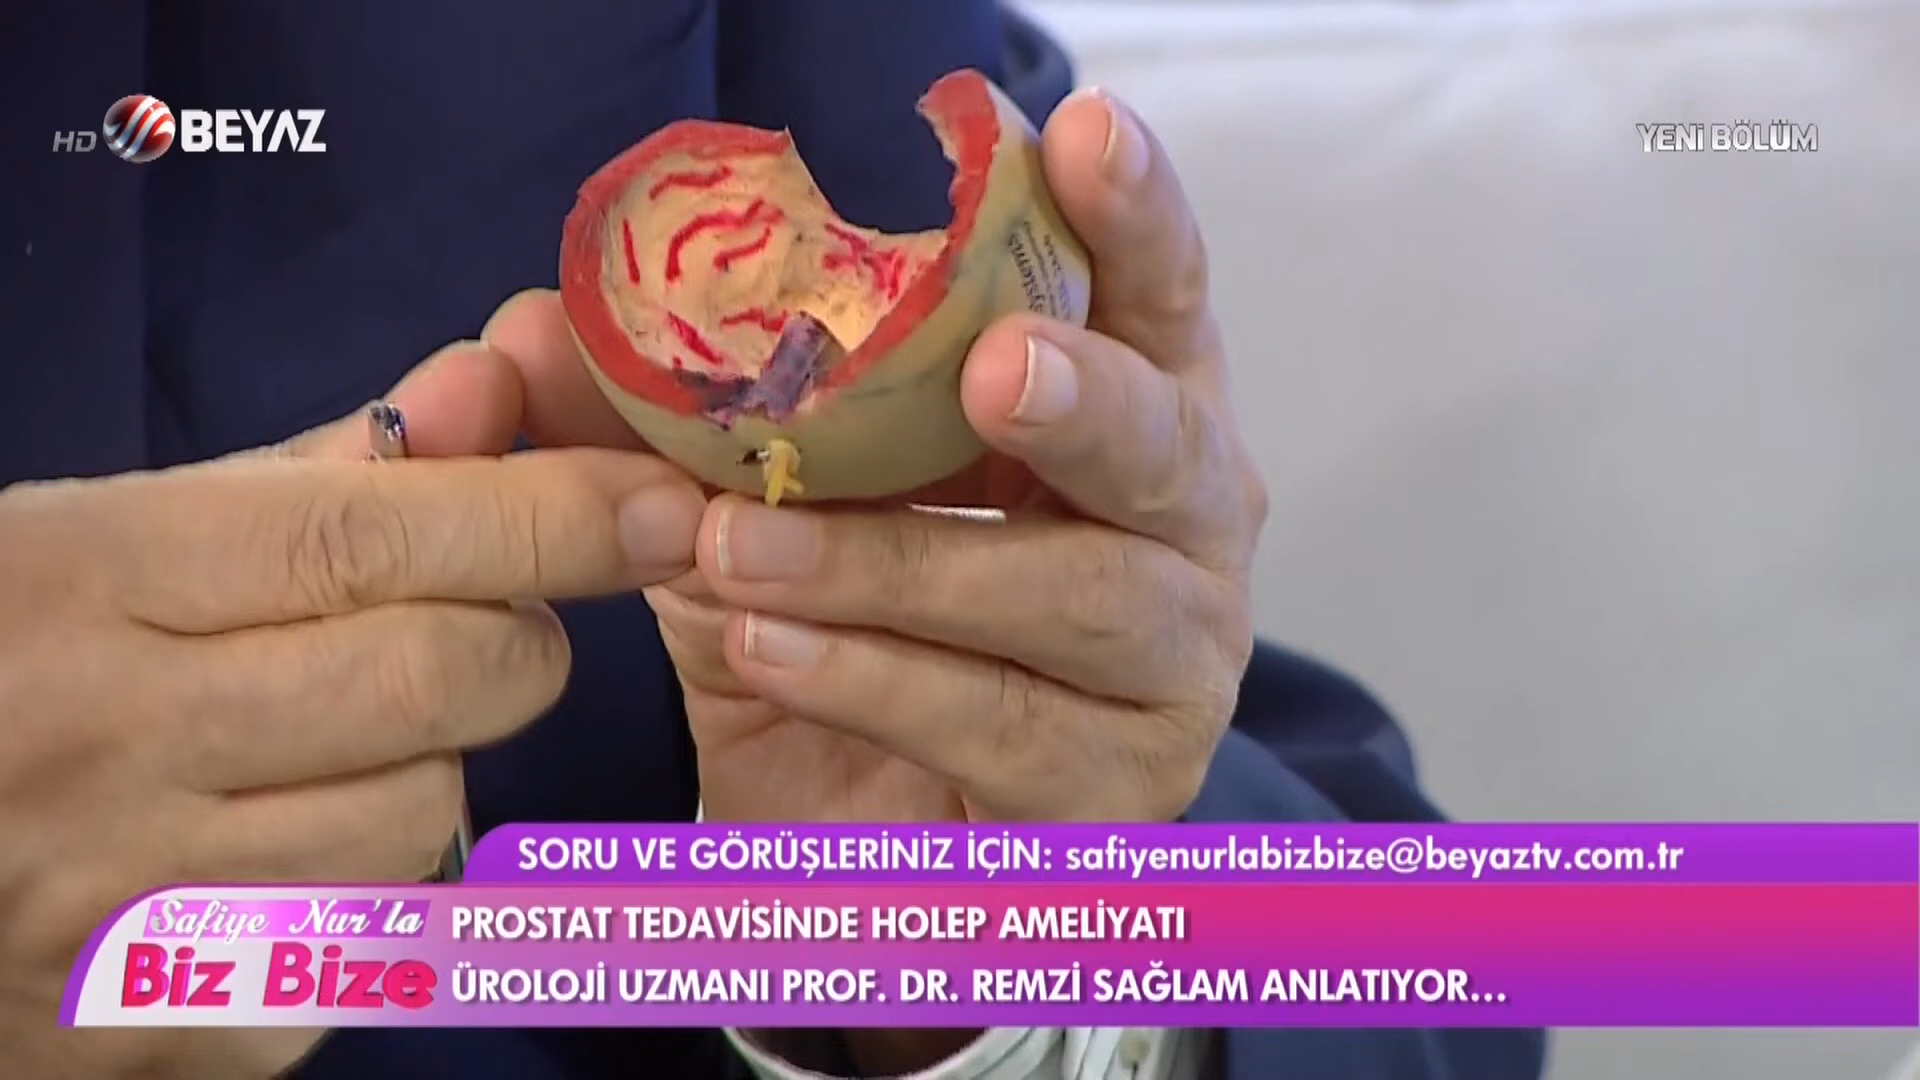 HD BEYAZ
YENİ BÖLÜM
ystems
SORU VE GÖRÜŞLERİNİZ İÇİN: safiyenurlabizbize@beyaztv.com.tr
Safiye Nur'la
Biz Bize
PROSTAT TEDAVİSİNDE HOLEP AMELİYATI
ÜROLOJİ UZMANI PROF. DR. REMZİ SAĞLAM ANLATIYOR...